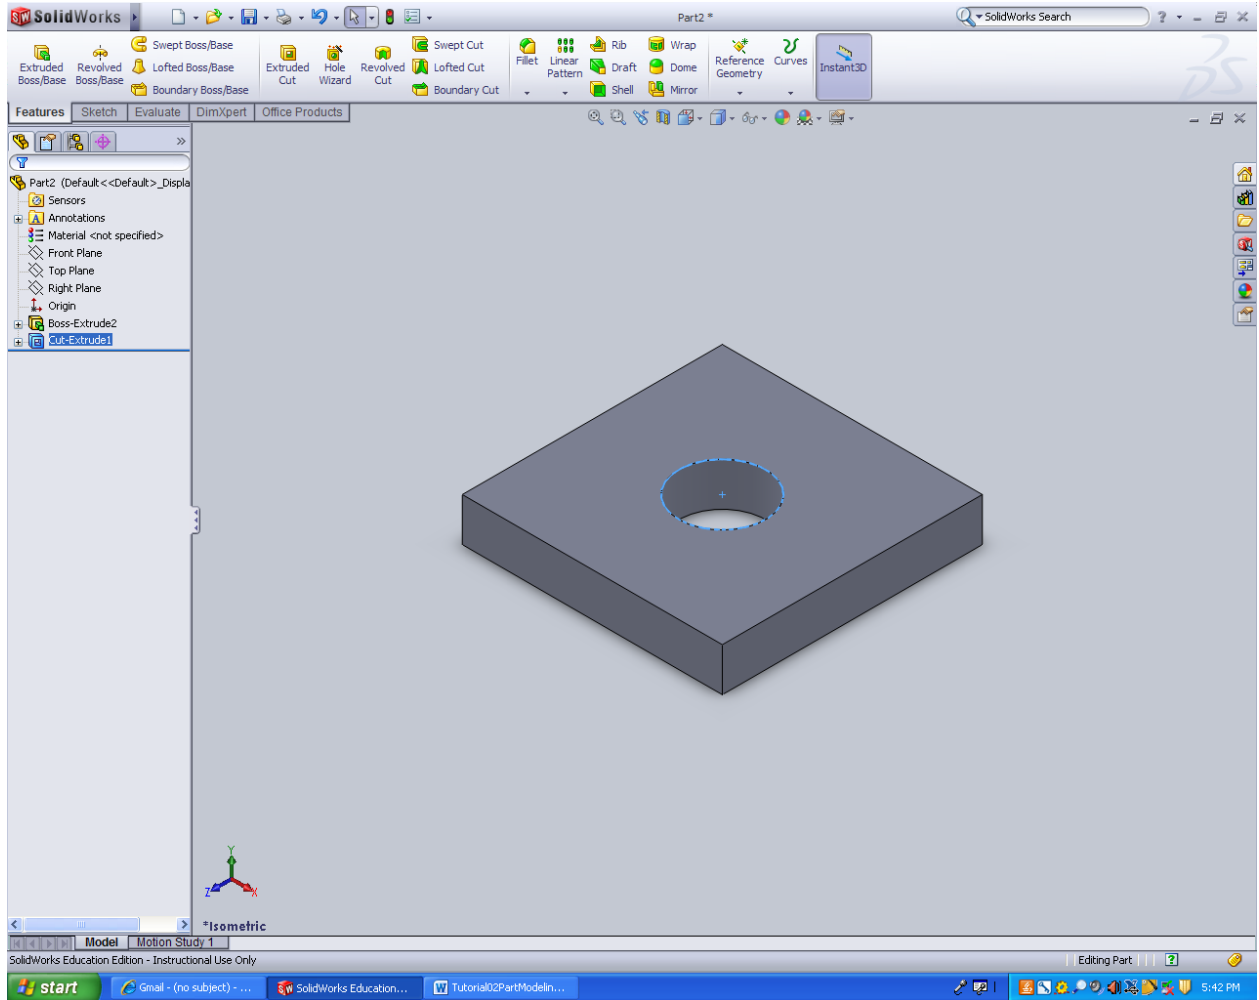 SolidWorks
Part2 *
SolidWorks Search
Extruded Boss/Base
Revolved Boss/Base
Swept Boss/Base
Lofted Boss/Base
Boundary Boss/Base
Extruded Cut
Hole Wizard
Revolved Cut
Swept Cut
Lofted Cut
Boundary Cut
Fillet
Linear Pattern
Rib
Draft
Shell
Wrap
Dome
Mirror
Reference Geometry
Curves
Instant3D
Features Sketch Evaluate DimXpert Office Products
Part2 (Default<<Default>_Displa
Sensors
Annotations
Material <not specified>
Front Plane
Top Plane
Right Plane
Origin
Boss-Extrude2
Cut-Extrude1
Y
Z
X
*Isometric
Model Motion Study 1
SolidWorks Education Edition - Instructional Use Only
Editing Part
start
Gmail - (no subject) - ...
SolidWorks Education...
Tutorial02PartModelin...
5:42 PM